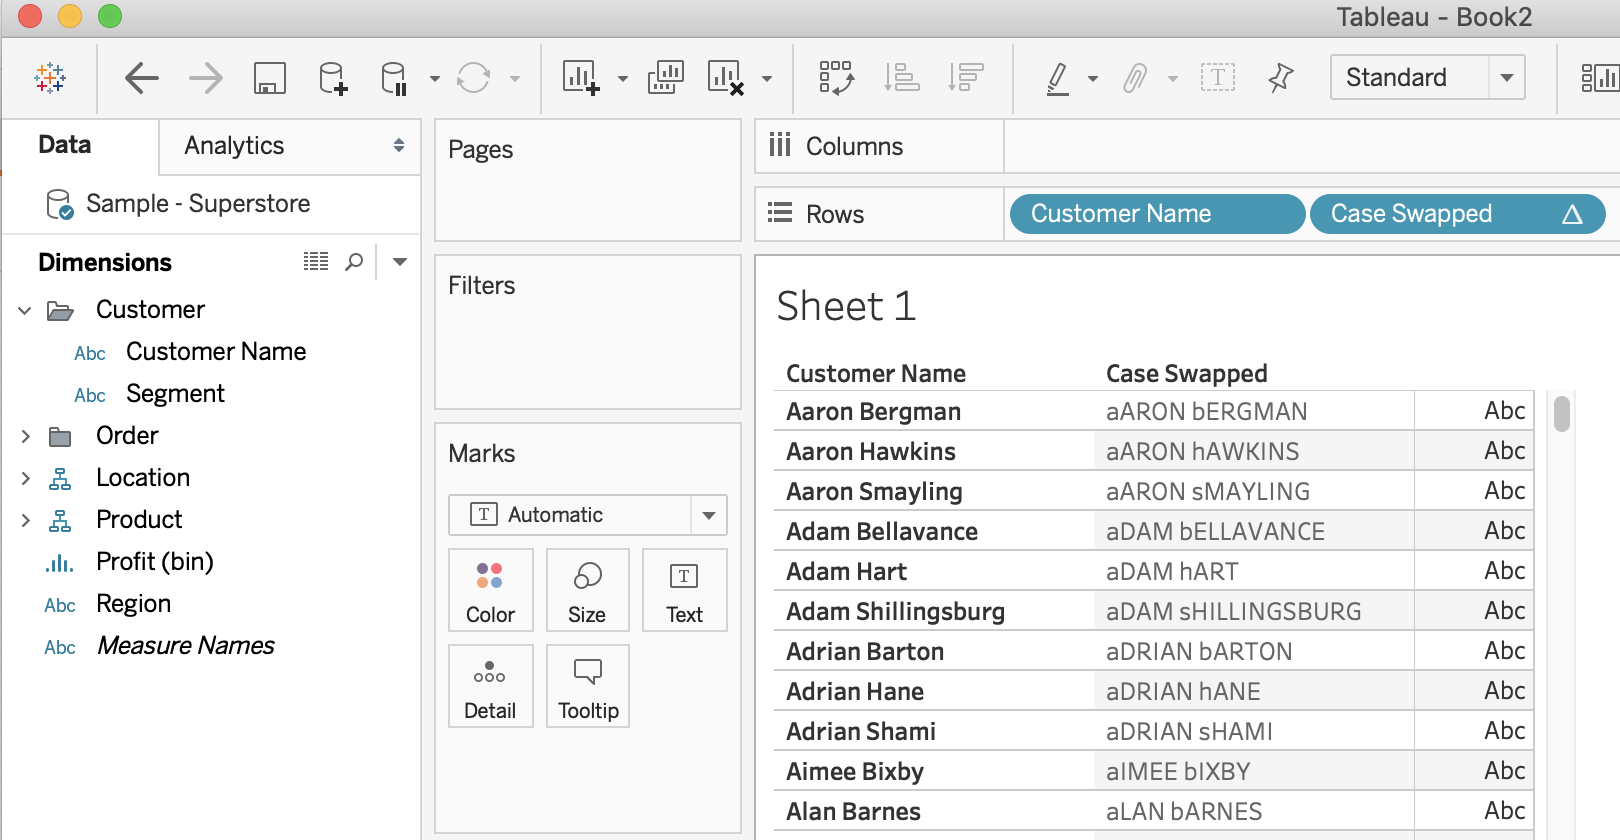 Tableau - Book2
Standard
Data
Analytics
Sample - Superstore
Dimensions
Customer
Abc Customer Name
Abc Segment
Order
Location
Product
Profit (bin)
Abc Region
Abc Measure Names
Pages
Filters
Marks
T Automatic
Color Size Text
Detail Tooltip
Columns
Rows Customer Name Case Swapped
Sheet 1
Customer Name Case Swapped
Aaron Bergman aARON bERGMAN Abc
Aaron Hawkins aARON hAWKINS Abc
Aaron Smayling aARON sMAYLING Abc
Adam Bellavance aDAM bELLAVANCE Abc
Adam Hart aDAM hART Abc
Adam Shillingsburg aDAM sHILLINGSBURG Abc
Adrian Barton aDRIAN bARTON Abc
Adrian Hane aDRIAN hANE Abc
Adrian Shami aDRIAN sHAMI Abc
Aimee Bixby aIMEE bIXBY Abc
Alan Barnes aLAN bARNES Abc